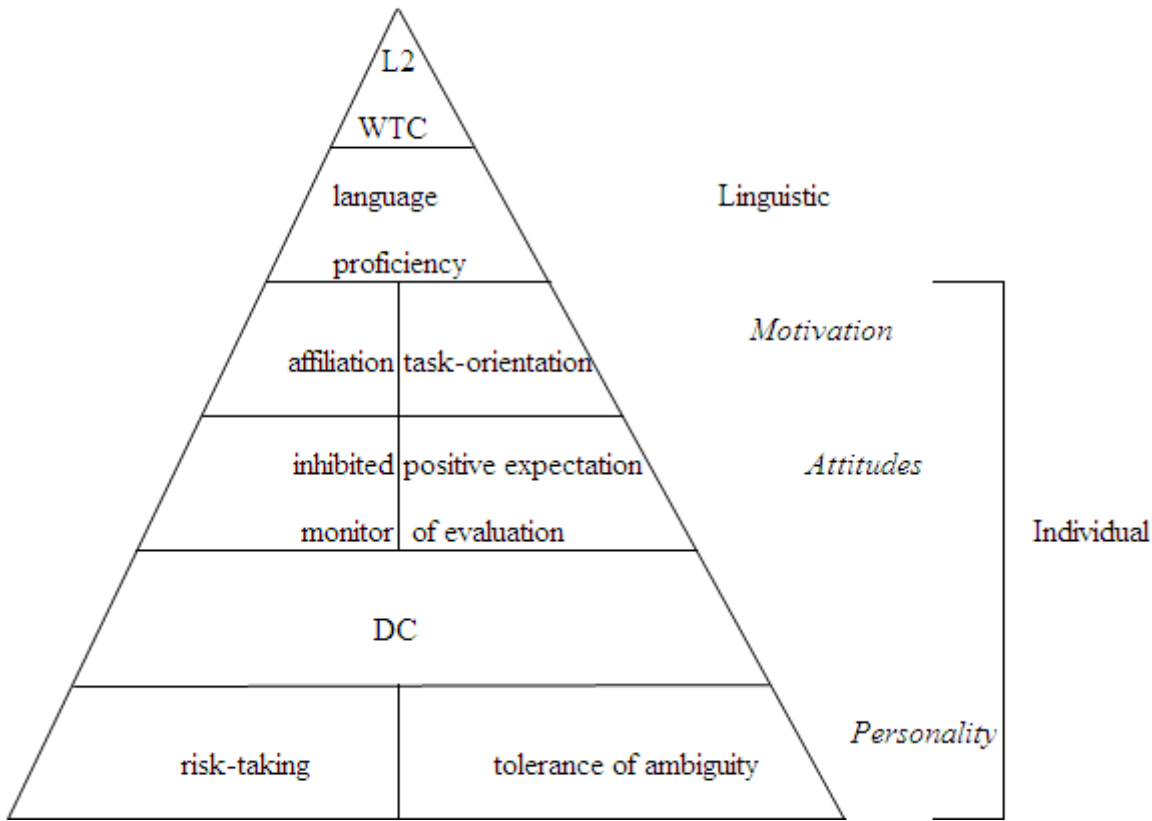 L2
WTC
language Linguistic
proficiency
Motivation
affiliation task-orientation
inhibited positive expectation Attitudes
monitor of evaluation Individual
DC
Personality
risk-taking tolerance of ambiguity